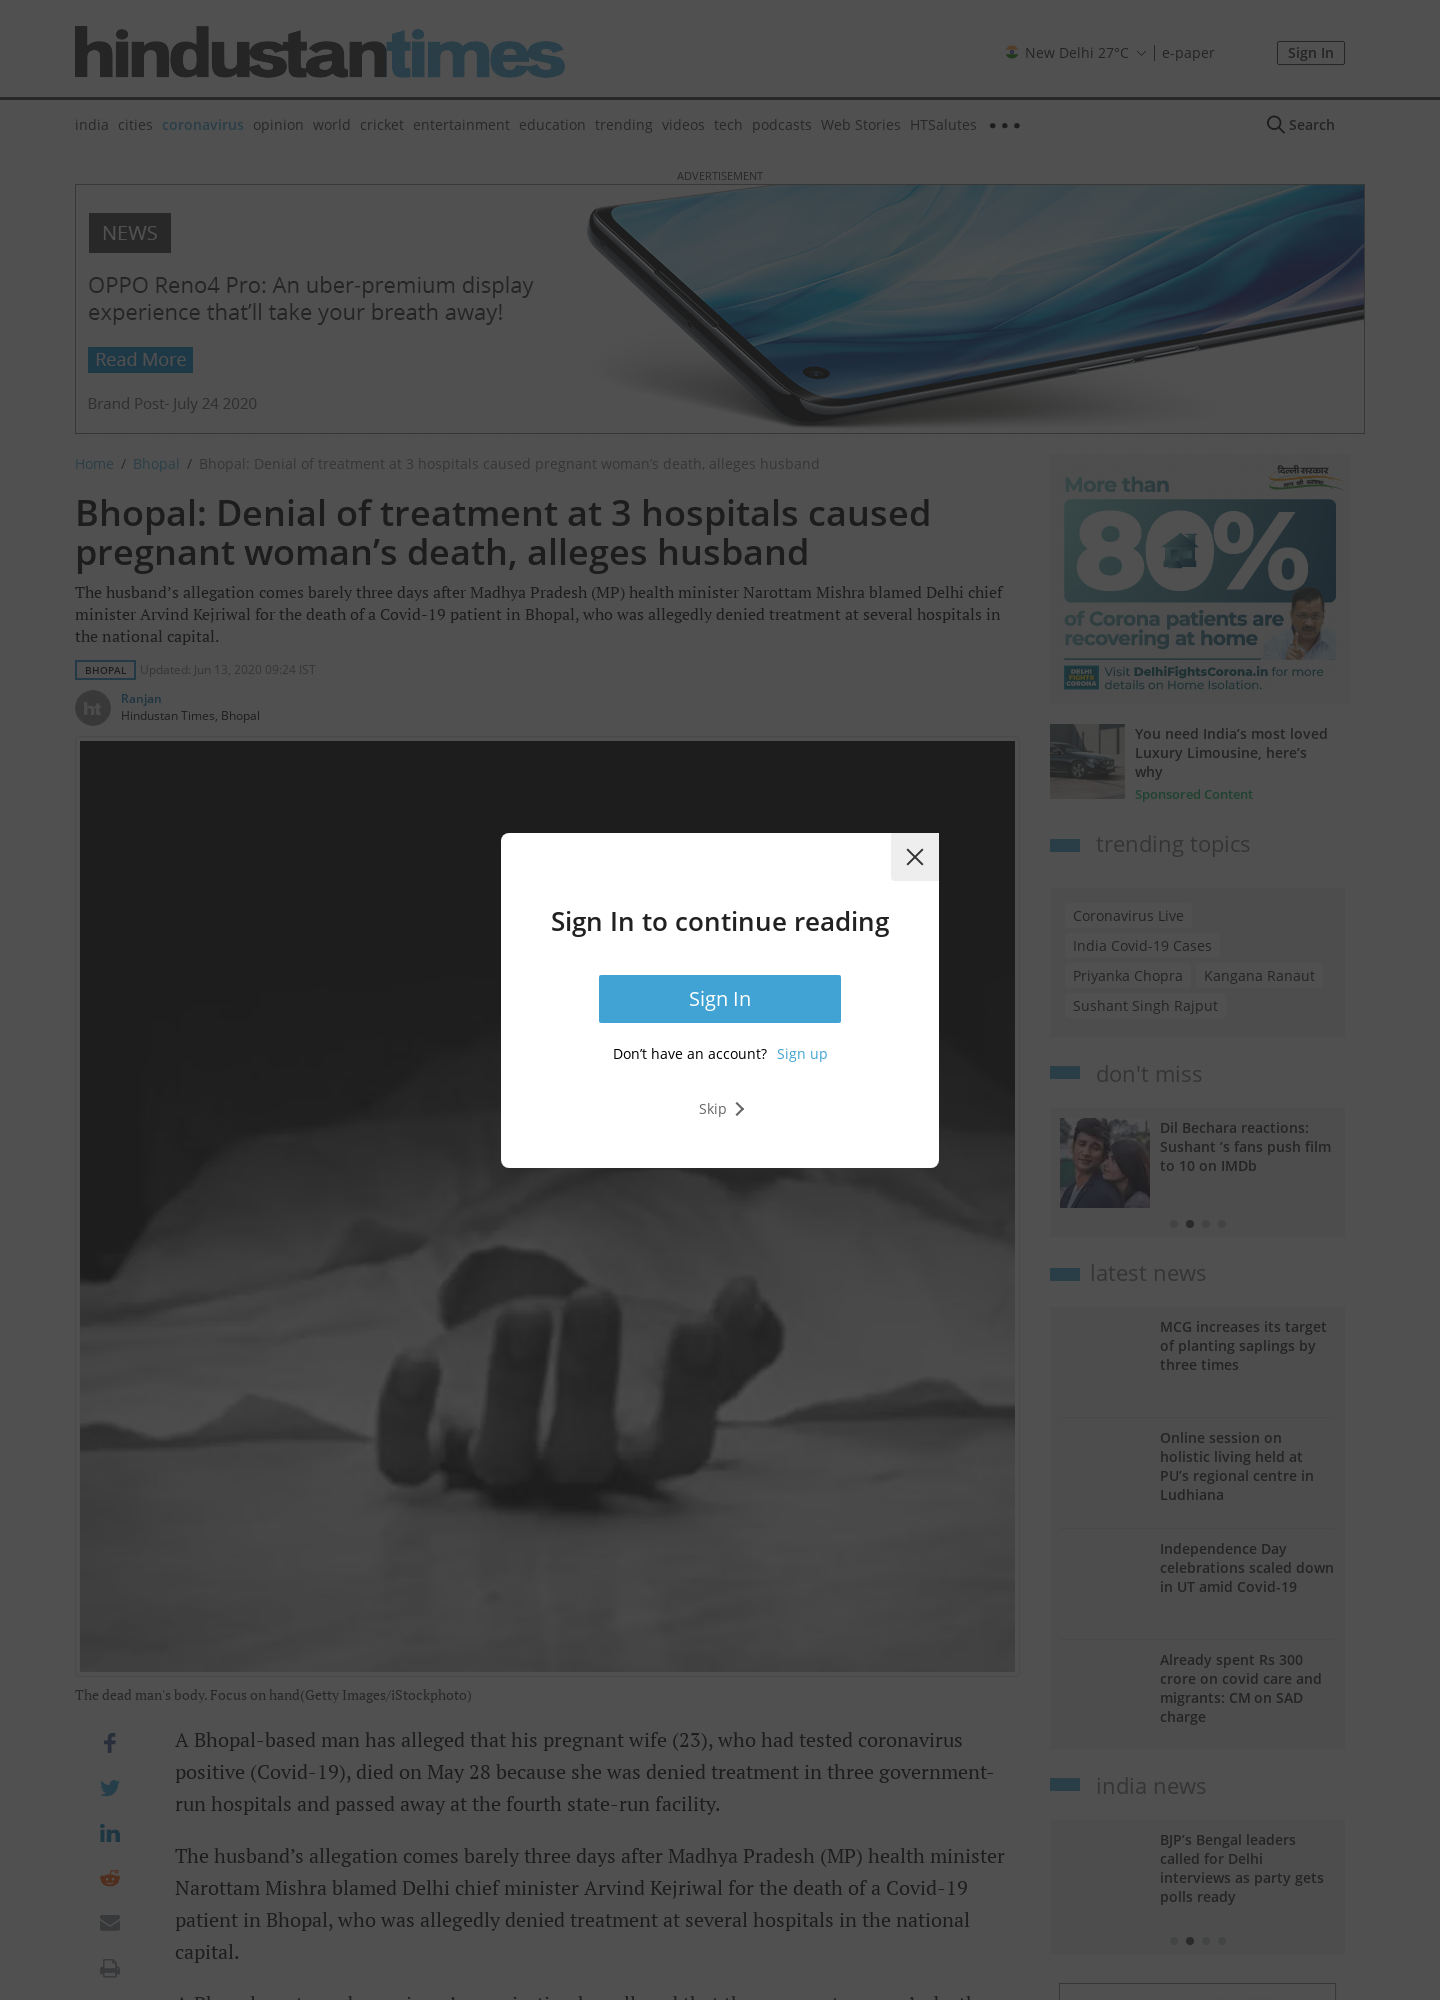 hindustantimes
New Delhi 27°C
e-paper
Sign In
india cities coronavirus opinion world cricket entertainment education trending videos tech podcasts Web Stories HTSalutes
Search
ADVERTISEMENT
NEWS
OPPO Reno4 Pro: An uber-premium display
experience that’ll take your breath away!
Read More
Brand Post- July 24 2020
Home / Bhopal / Bhopal: Denial of treatment at 3 hospitals caused pregnant woman’s death, alleges husband
Bhopal: Denial of treatment at 3 hospitals caused
pregnant woman’s death, alleges husband
The husband’s allegation comes barely three days after Madhya Pradesh (MP) health minister Narottam Mishra blamed Delhi chief
minister Arvind Kejriwal for the death of a Covid-19 patient in Bhopal, who was allegedly denied treatment at several hospitals in
the national capital.
BHOPAL Updated: Jun 13, 2020 09:24 IST
ht
Ranjan
Hindustan Times, Bhopal
Sign In to continue reading
Sign In
Don’t have an account? Sign up
Skip
The dead man's body. Focus on hand(Getty Images/iStockphoto)
A Bhopal-based man has alleged that his pregnant wife (23), who had tested coronavirus
positive (Covid-19), died on May 28 because she was denied treatment in three government-
run hospitals and passed away at the fourth state-run facility.
The husband’s allegation comes barely three days after Madhya Pradesh (MP) health minister
Narottam Mishra blamed Delhi chief minister Arvind Kejriwal for the death of a Covid-19
patient in Bhopal, who was allegedly denied treatment at several hospitals in the national
capital.
दिल्ली सरकार
आप की सरकार
More than
80%
of Corona patients are
recovering at home
DELHI
FIGHTS
CORONA
Visit DelhiFightsCorona.in for more
details on Home Isolation.
You need India’s most loved
Luxury Limousine, here’s
why
Sponsored Content
trending topics
Coronavirus Live
India Covid-19 Cases
Priyanka Chopra
Kangana Ranaut
Sushant Singh Rajput
don't miss
Dil Bechara reactions:
Sushant ’s fans push film
to 10 on IMDb
latest news
MCG increases its target
of planting saplings by
three times
Online session on
holistic living held at
PU’s regional centre in
Ludhiana
Independence Day
celebrations scaled down
in UT amid Covid-19
Already spent Rs 300
crore on covid care and
migrants: CM on SAD
charge
india news
BJP’s Bengal leaders
called for Delhi
interviews as party gets
polls ready